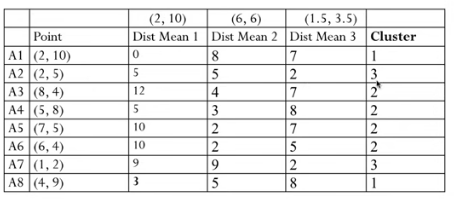 (2, 10) (6, 6) (1.5, 3.5)
Point Dist Mean 1 Dist Mean 2 Dist Mean 3 Cluster
A1 (2, 10) 0 8 7 1
A2 (2, 5) 5 5 2 3
A3 (8, 4) 12 4 7 2
A4 (5, 8) 5 3 8 2
A5 (7, 5) 10 2 7 2
A6 (6, 4) 10 2 5 2
A7 (1, 2) 9 9 2 3
A8 (4, 9) 3 5 8 1